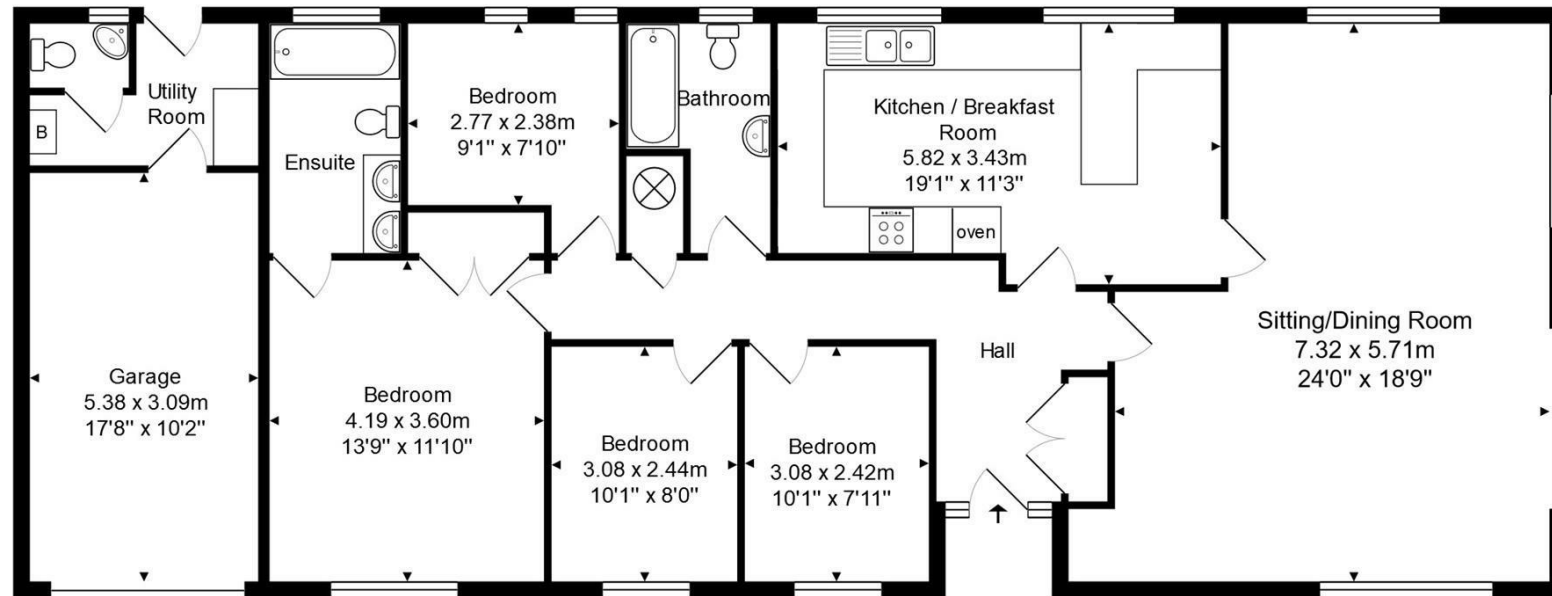 Utility
Room
B
Ensuite
Bedroom
2.77 x 2.38m
9'1" x 7'10"
Bathroom
Kitchen / Breakfast
Room
5.82 x 3.43m
19'1" x 11'3"
oven
Garage
5.38 x 3.09m
17'8" x 10'2"
Bedroom
4.19 x 3.60m
13'9" x 11'10"
Bedroom
3.08 x 2.44m
10'1" x 8'0"
Bedroom
3.08 x 2.42m
10'1" x 7'11"
Hall
Sitting/Dining Room
7.32 x 5.71m
24'0" x 18'9"